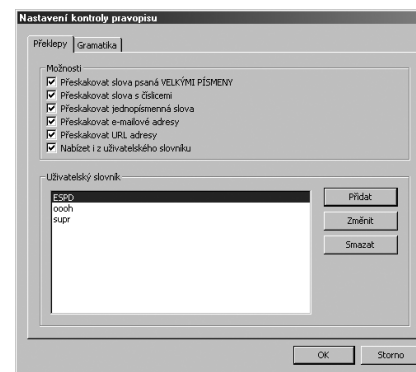 Nastavení kontroly pravopisu
Překlepy
Gramatika
Možnosti
Přeskakovat slova psaná VELKÝMI PÍSMENY
Přeskakovat slova s číslicemi
Přeskakovat jednopísmenná slova
Přeskakovat e-mailové adresy
Přeskakovat URL adresy
Nabízet i z uživatelského slovníku
Uživatelský slovník
ESPD
oooh
supr
Přidat
Změnit
Smazat
OK
Storno